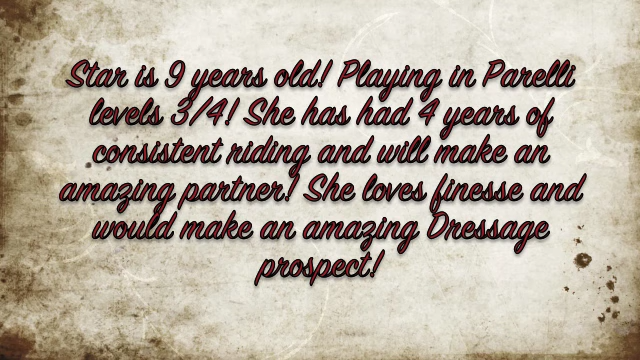 Star is 9 years old! Playing in Parelli
levels 3/4! She has had 4 years of
consistent riding and will make an
amazing partner! She loves finesse and
would make an amazing Dressage
prospect!